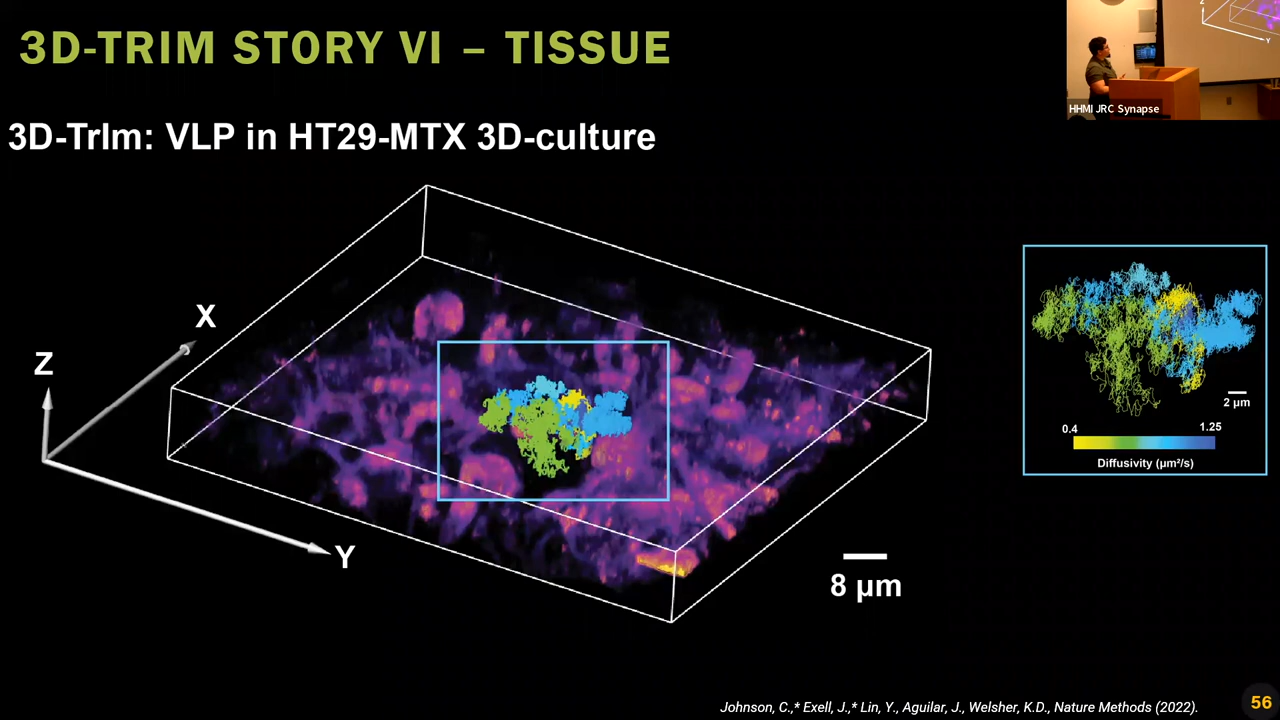 3D-TRIM STORY VI – TISSUE
HHMI JRC Synapse
3D-TrIm: VLP in HT29-MTX 3D-culture
X
Z
Y
8 µm
2 µm
0.4
1.25
Diffusivity (µm²/s)
Johnson, C.,* Exell, J.,* Lin, Y., Aguilar, J., Welsher, K.D., Nature Methods (2022).
56